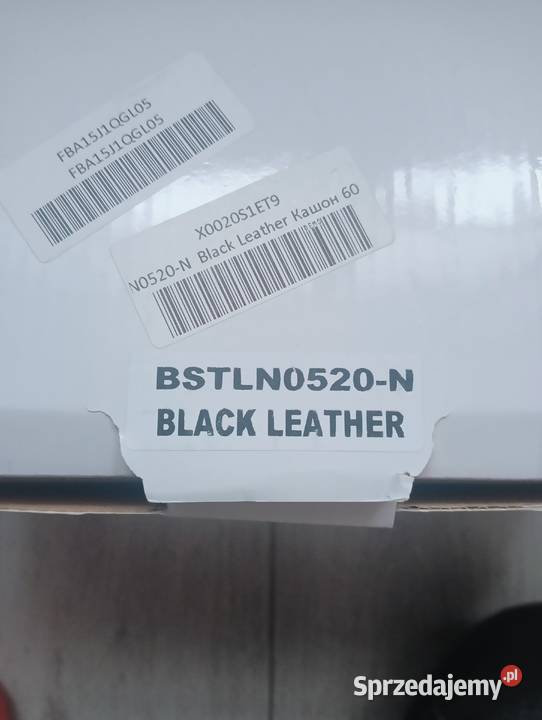 FBA15J1QGL05
FBA15J1QGL05
X0020S1ET9
N0520-N Black Leather Кашон 60
BSTLN0520-N
BLACK LEATHER
Sprzedajemy.pl